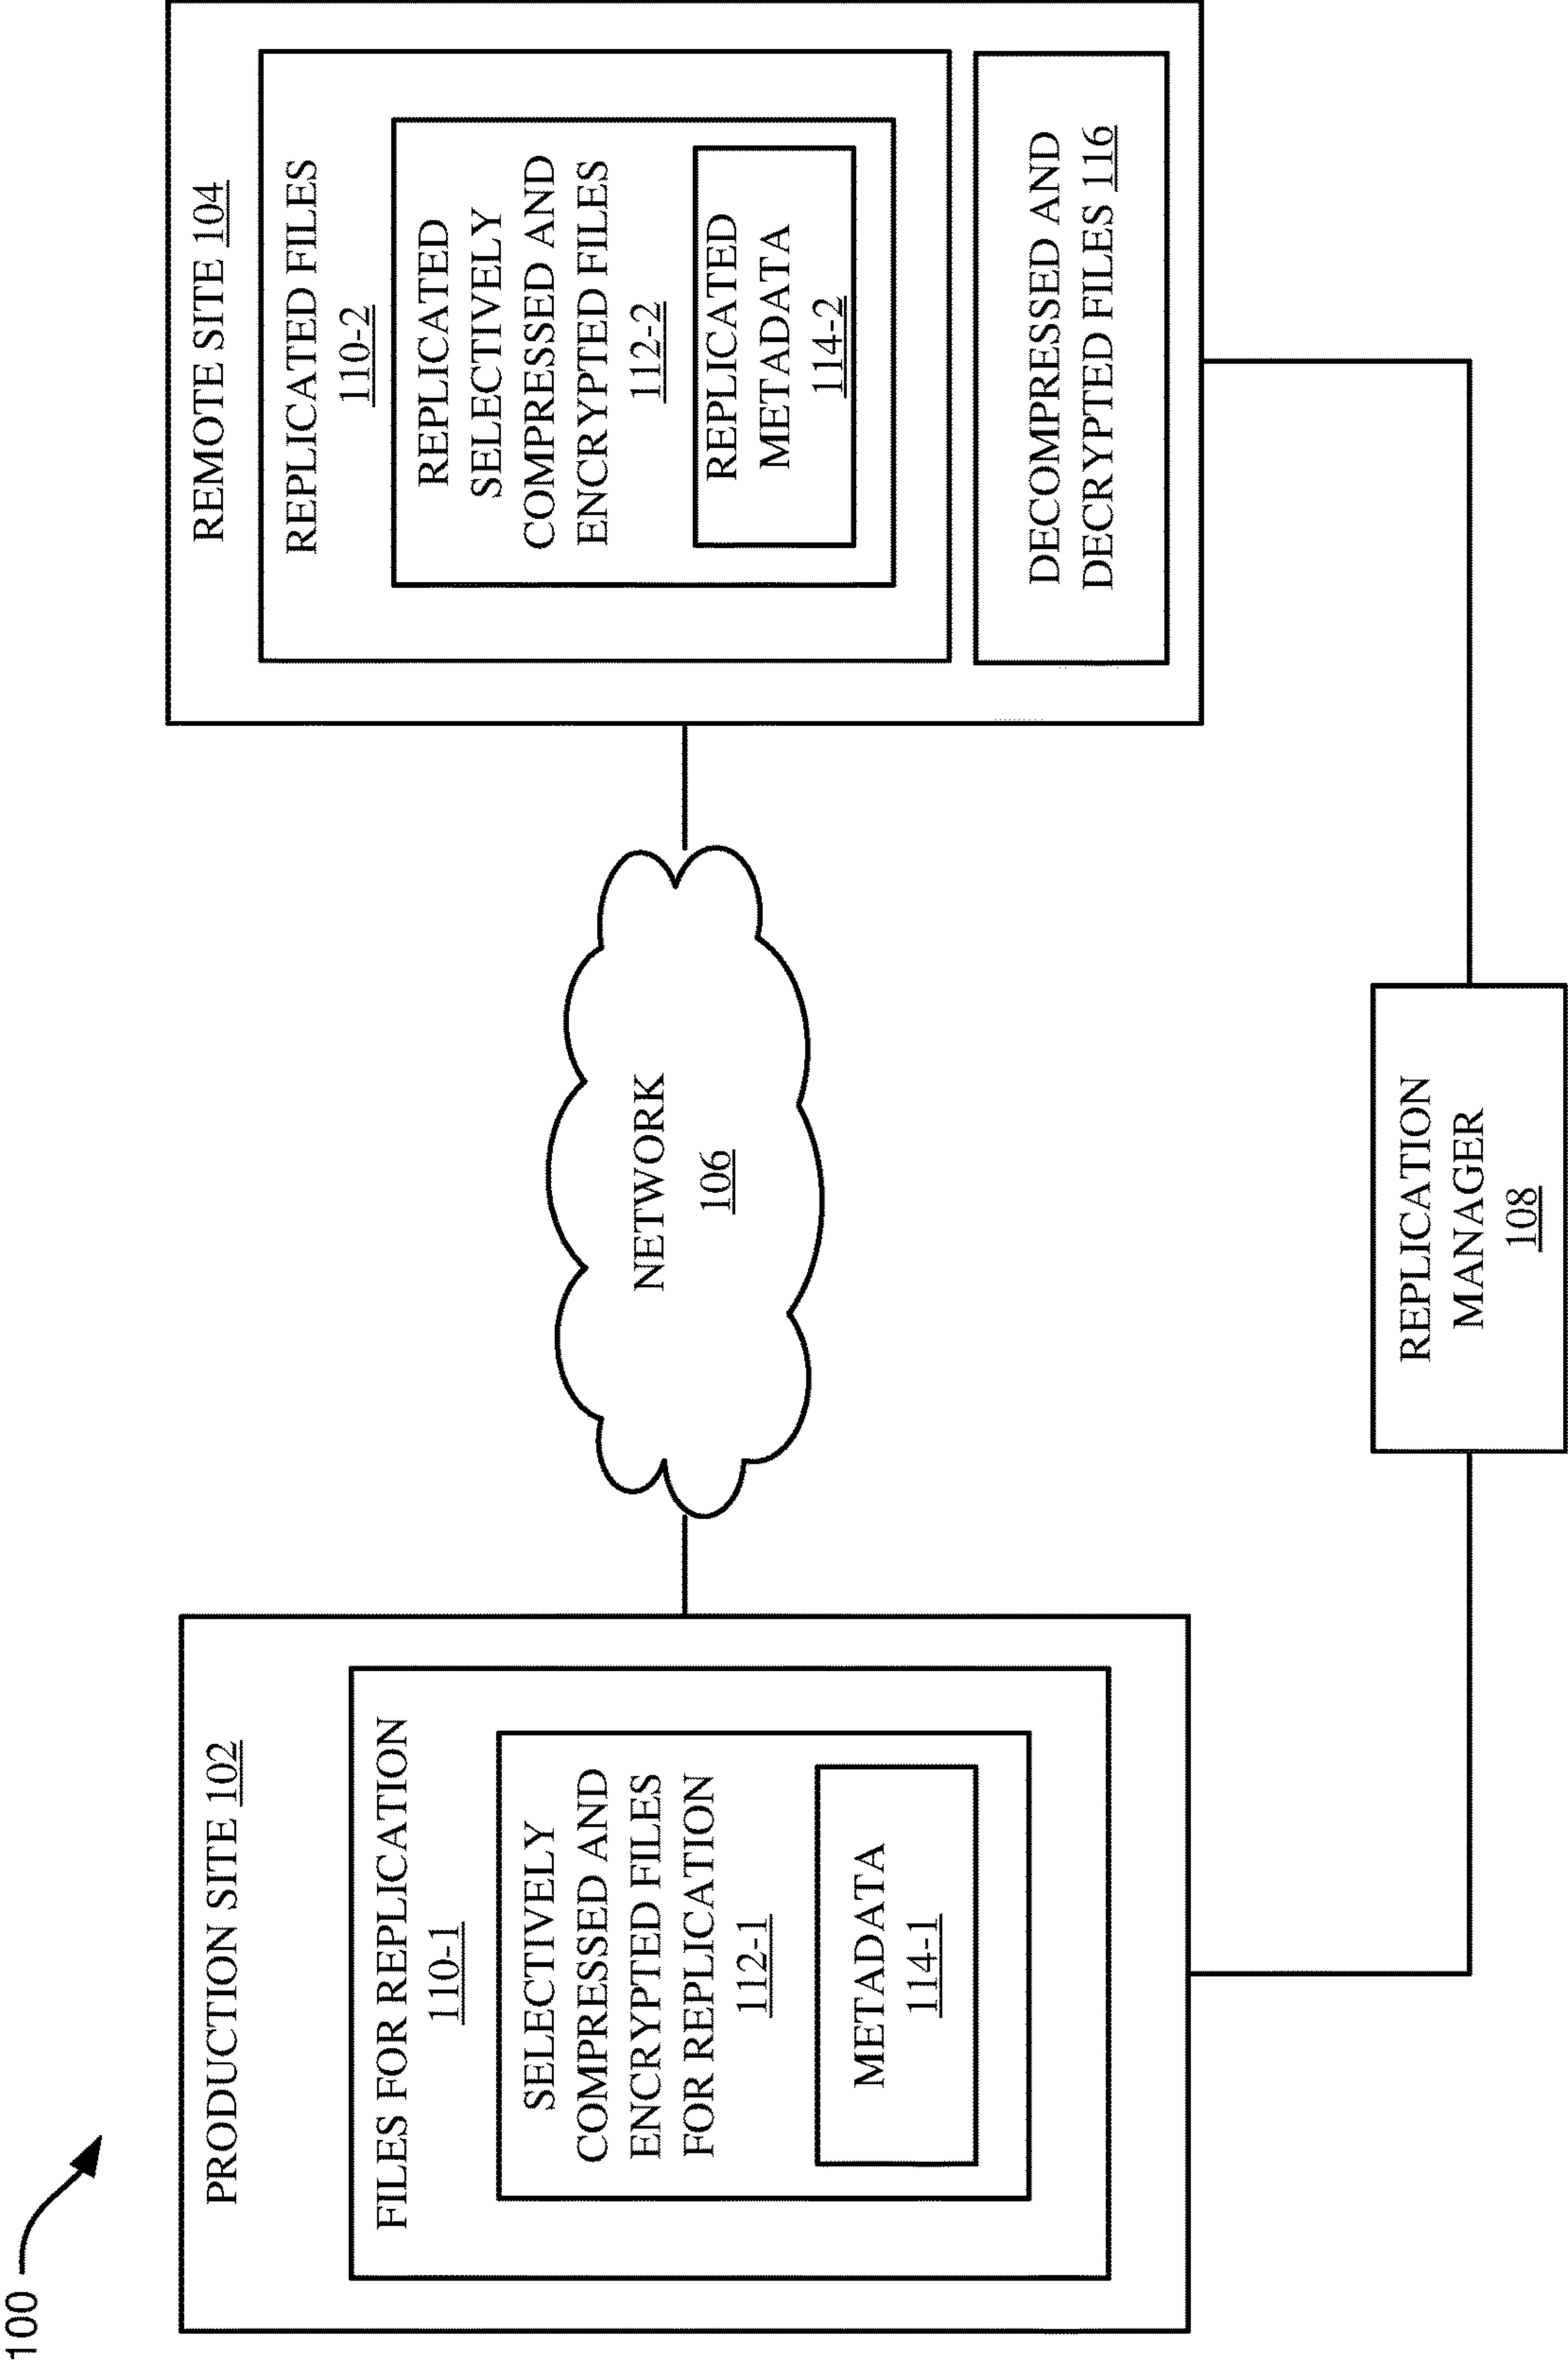 100
PRODUCTION SITE 102
FILES FOR REPLICATION
110-1
SELECTIVELY
COMPRESSED AND
ENCRYPTED FILES
FOR REPLICATION
112-1
METADATA
114-1
NETWORK
106
REMOTE SITE 104
REPLICATED FILES
110-2
REPLICATED
SELECTIVELY
COMPRESSED AND
ENCRYPTED FILES
112-2
REPLICATED
METADATA
114-2
DECOMPRESSED AND
DECRYPTED FILES 116
REPLICATION
MANAGER
108